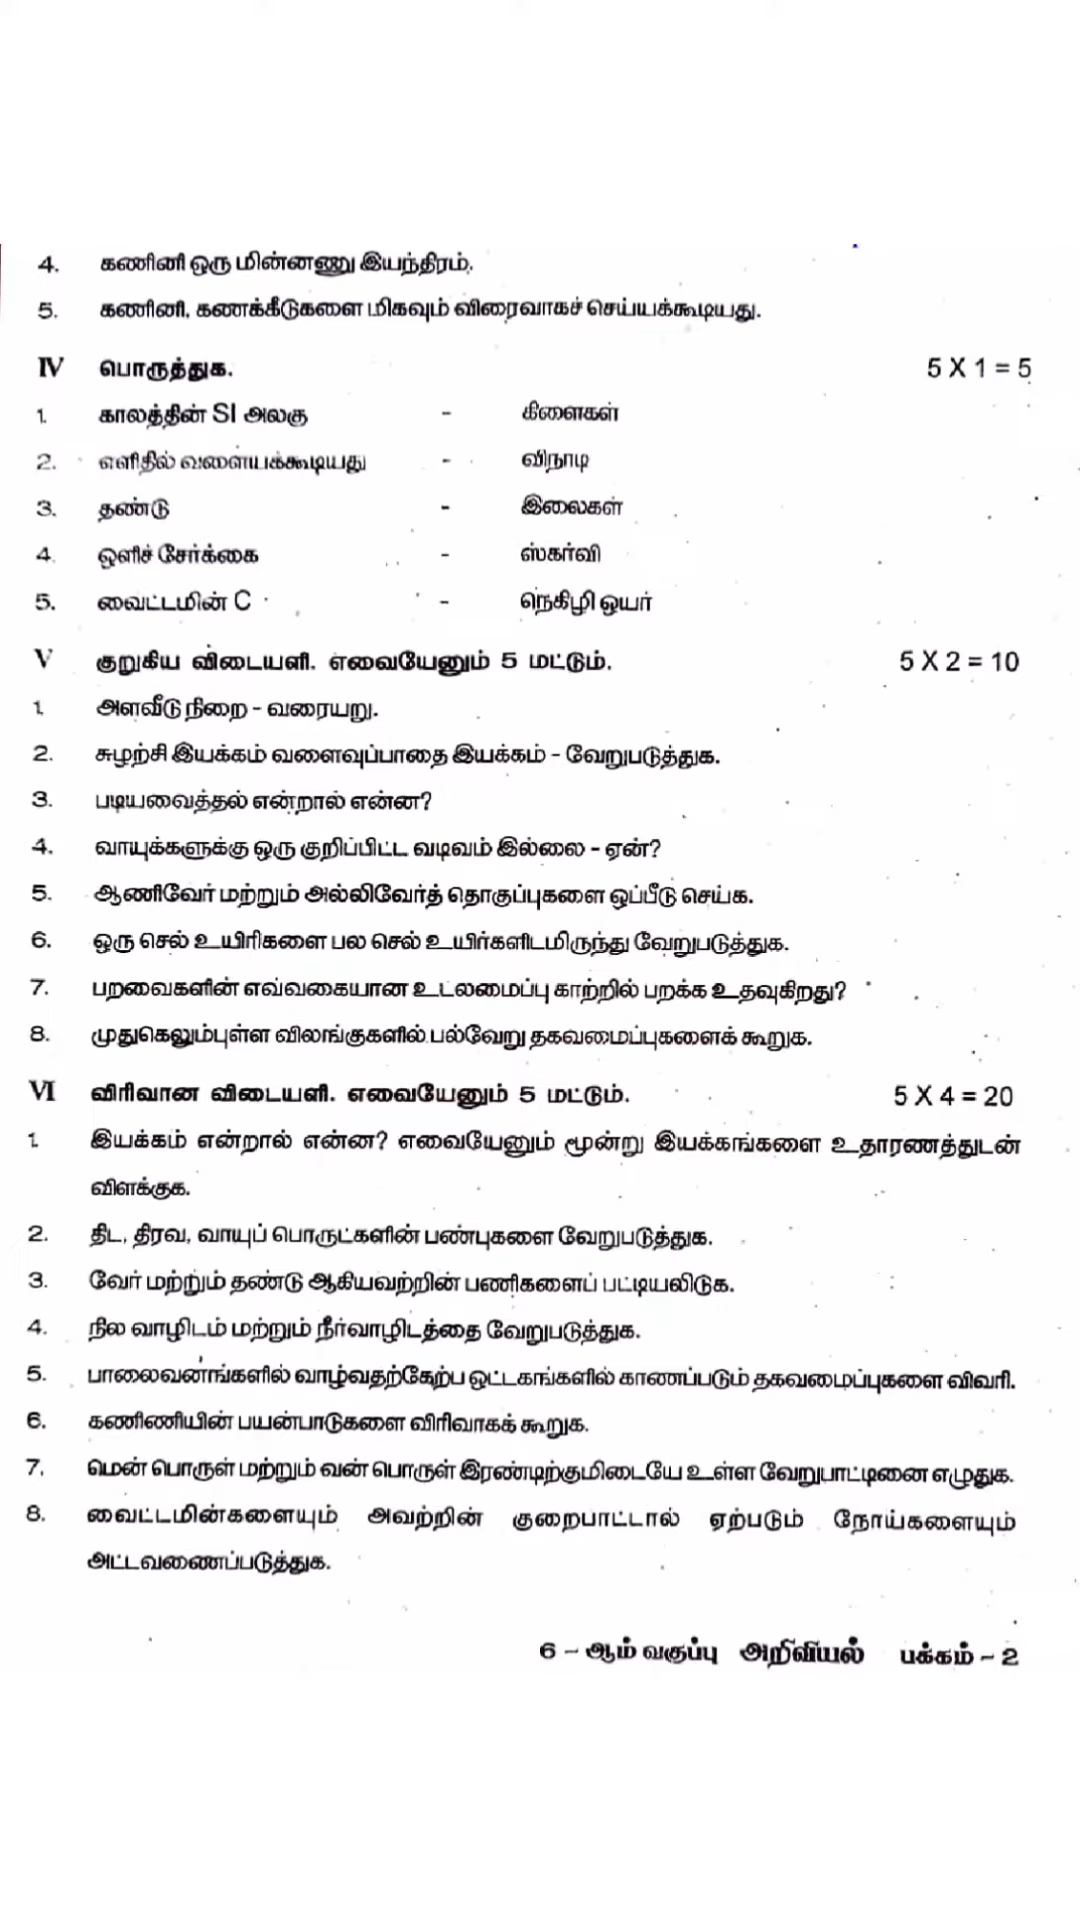 4. கணினி ஒரு மின்னணு இயந்திரம்.
5. கணினி, கணக்கீடுகளை மிகவும் விரைவாகச் செய்யக்கூடியது.
IV பொருத்துக. 5 X 1 = 5
1. காலத்தின் SI அலகு - கிளைகள்
2. எளிதில் வளையக்கூடியது - விநாடி
3. தண்டு - இலைகள்
4. ஒளிச் சேர்க்கை - ஸ்கர்வி
5. வைட்டமின் C - நெகிழி ஒயர்
V குறுகிய விடையளி. எவையேனும் 5 மட்டும். 5 X 2 = 10
1. அளவீடு நிறை - வரையறு.
2. சுழற்சி இயக்கம் வளைவுப்பாதை இயக்கம் - வேறுபடுத்துக.
3. படியவைத்தல் என்றால் என்ன?
4. வாயுக்களுக்கு ஒரு குறிப்பிட்ட வடிவம் இல்லை - ஏன்?
5. ஆணிவேர் மற்றும் அல்லிவேர்த் தொகுப்புகளை ஒப்பீடு செய்க.
6. ஒரு செல் உயிரிகளை பல செல் உயிர்களிடமிருந்து வேறுபடுத்துக.
7. பறவைகளின் எவ்வகையான உடலமைப்பு காற்றில் பறக்க உதவுகிறது?
8. முதுகெலும்புள்ள விலங்குகளில் பல்வேறு தகவமைப்புகளைக் கூறுக.
VI விரிவான விடையளி. எவையேனும் 5 மட்டும். 5 X 4 = 20
1. இயக்கம் என்றால் என்ன? எவையேனும் மூன்று இயக்கங்களை உதாரணத்துடன்
விளக்குக.
2. திட, திரவ, வாயுப் பொருட்களின் பண்புகளை வேறுபடுத்துக.
3. வேர் மற்றும் தண்டு ஆகியவற்றின் பணிகளைப் பட்டியலிடுக.
4. நில வாழிடம் மற்றும் நீர்வாழிடத்தை வேறுபடுத்துக.
5. பாலைவனங்களில் வாழ்வதற்கேற்ப ஒட்டகங்களில் காணப்படும் தகவமைப்புகளை விவரி.
6. கணிணியின் பயன்பாடுகளை விரிவாகக் கூறுக.
7. மென் பொருள் மற்றும் வன் பொருள் இரண்டிற்குமிடையே உள்ள வேறுபாட்டினை எழுதுக.
8. வைட்டமின்களையும் அவற்றின் குறைபாட்டால் ஏற்படும் நோய்களையும்
அட்டவணைப்படுத்துக.
6 - ஆம் வகுப்பு அறிவியல் பக்கம் - 2